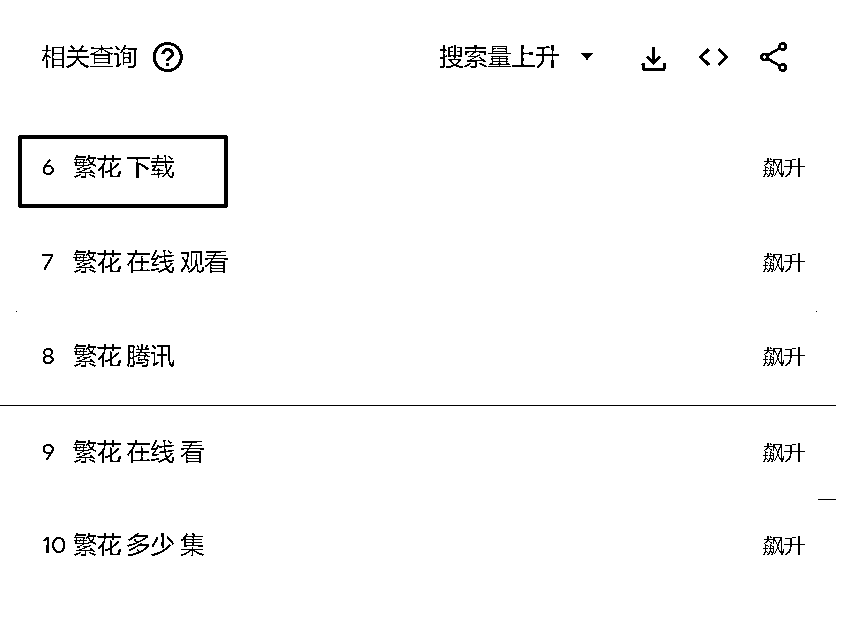 相关查询 ? 搜索量上升
6 繁花 下载 飙升
7 繁花 在线 观看 飙升
8 繁花 腾讯 飙升
9 繁花 在线 看 飙升
10 繁花 多少 集 飙升